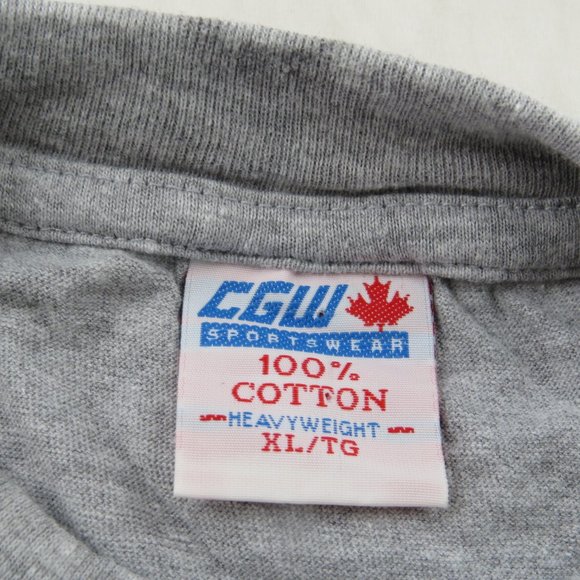 CGW
SPORTSWEAR
100%
COTTON
HEAVYWEIGHT
XL/TG